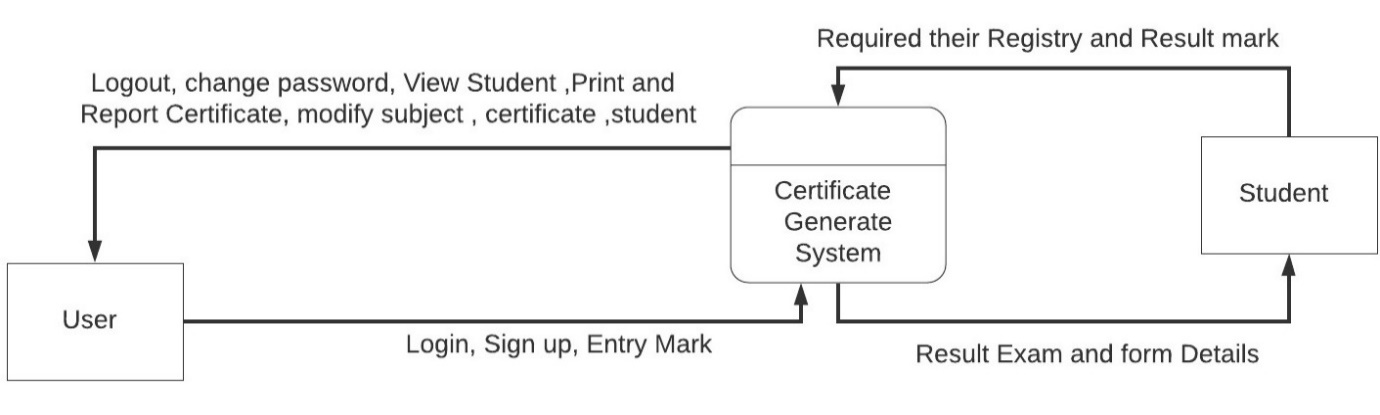 Required their Registry and Result mark
Logout, change password, View Student ,Print and
Report Certificate, modify subject , certificate ,student
Certificate
Generate
System
Student
User
Login, Sign up, Entry Mark
Result Exam and form Details